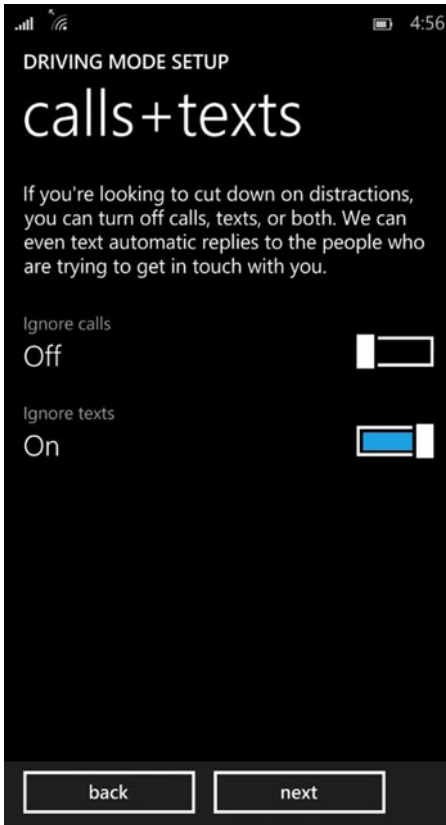 4:56
DRIVING MODE SETUP
calls+texts
If you're looking to cut down on distractions,
you can turn off calls, texts, or both. We can
even text automatic replies to the people who
are trying to get in touch with you.
Ignore calls
Off
Ignore texts
On
back next